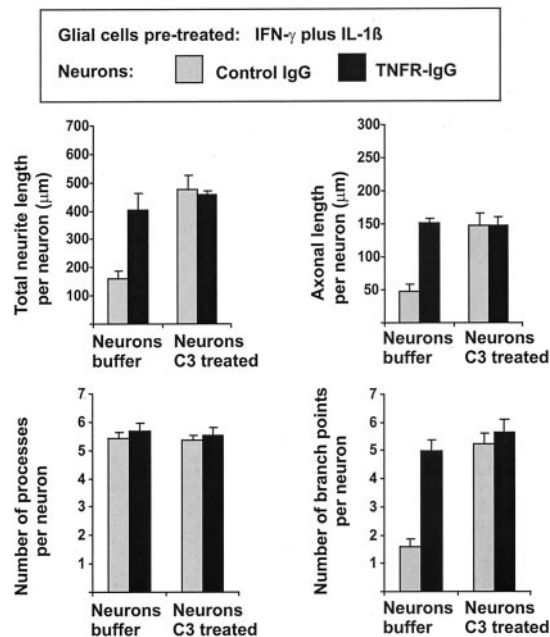 Glial cells pre-treated: IFN-γ plus IL-1ß
Neurons: Control IgG TNFR-IgG
Total neurite length
per neuron (μm)
700
600
500
400
300
200
100
Neurons
buffer
Neurons
C3 treated
Axonal length
per neuron (μm)
300
250
200
150
100
50
Neurons
buffer
Neurons
C3 treated
Number of processes
per neuron
7
6
5
4
3
2
1
Neurons
buffer
Neurons
C3 treated
Number of branch points
per neuron
7
6
5
4
3
2
1
Neurons
buffer
Neurons
C3 treated